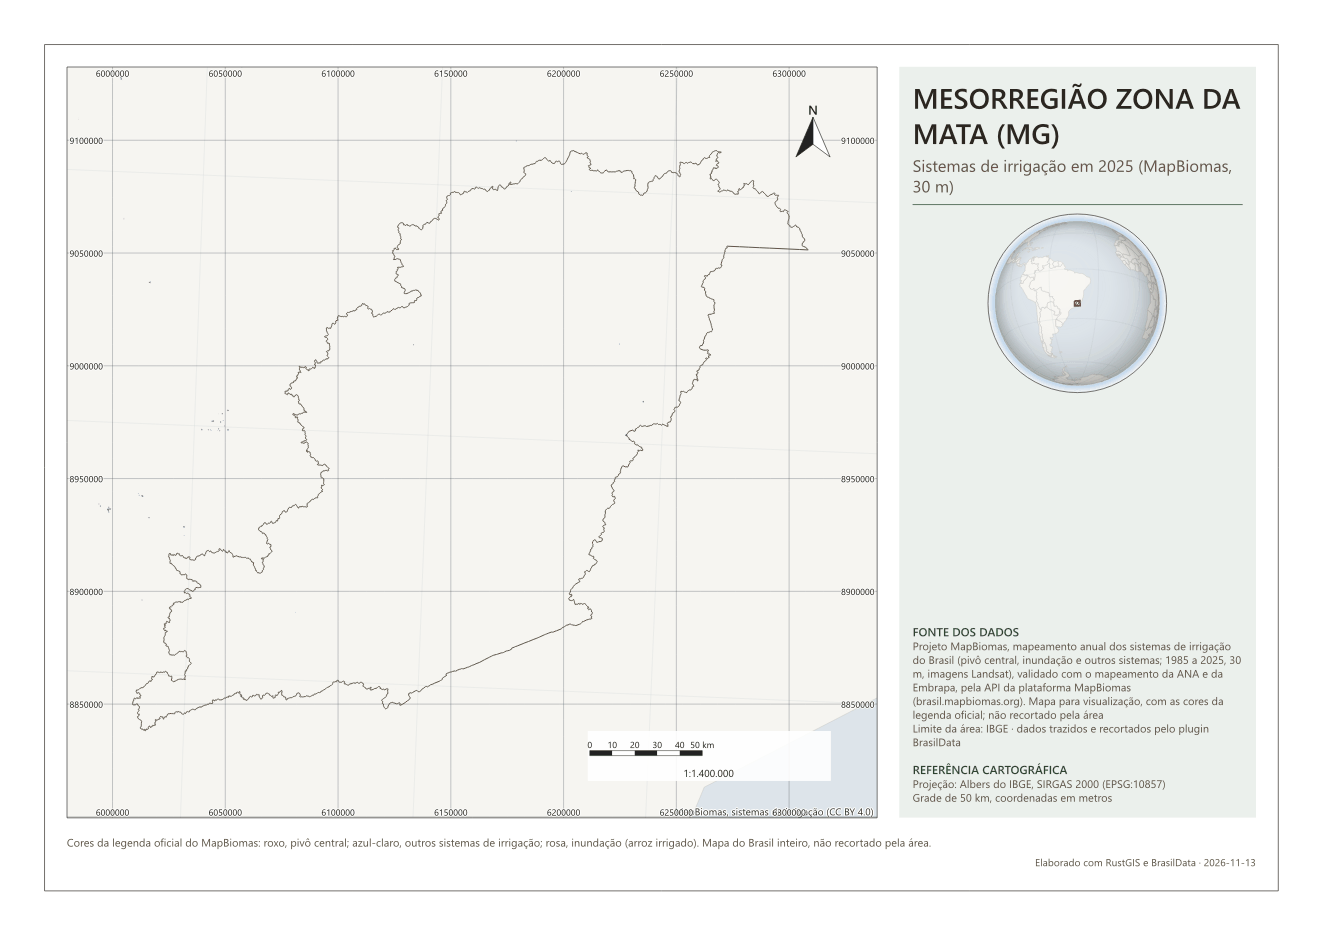 6000000 6050000 6100000 6150000 6200000 6250000 6300000
N
9100000 9100000
9050000 9050000
9000000 9000000
8950000 8950000
8900000 8900000
8850000 8850000
0 10 20 30 40 50 km
1:1.400.000
6000000 6050000 6100000 6150000 6200000 6250000 6300000
Biomas, sistemas (CC BY 4.0)
MESORREGIÃO ZONA DA
MATA (MG)
Sistemas de irrigação em 2025 (MapBiomas,
30 m)
FONTE DOS DADOS
Projeto MapBiomas, mapeamento anual dos sistemas de irrigação
do Brasil (pivô central, inundação e outros sistemas; 1985 a 2025, 30
m, imagens Landsat), validado com o mapeamento da ANA e da
Embrapa, pela API da plataforma MapBiomas
(brasil.mapbiomas.org). Mapa para visualização, com as cores da
legenda oficial; não recortado pela área
Limite da área: IBGE · dados trazidos e recortados pelo plugin
BrasilData
REFERÊNCIA CARTOGRÁFICA
Projeção: Albers do IBGE, SIRGAS 2000 (EPSG:10857)
Grade de 50 km, coordenadas em metros
Cores da legenda oficial do MapBiomas: roxo, pivô central; azul-claro, outros sistemas de irrigação; rosa, inundação (arroz irrigado). Mapa do Brasil inteiro, não recortado pela área.
Elaborado com RustGIS e BrasilData · 2026-11-13